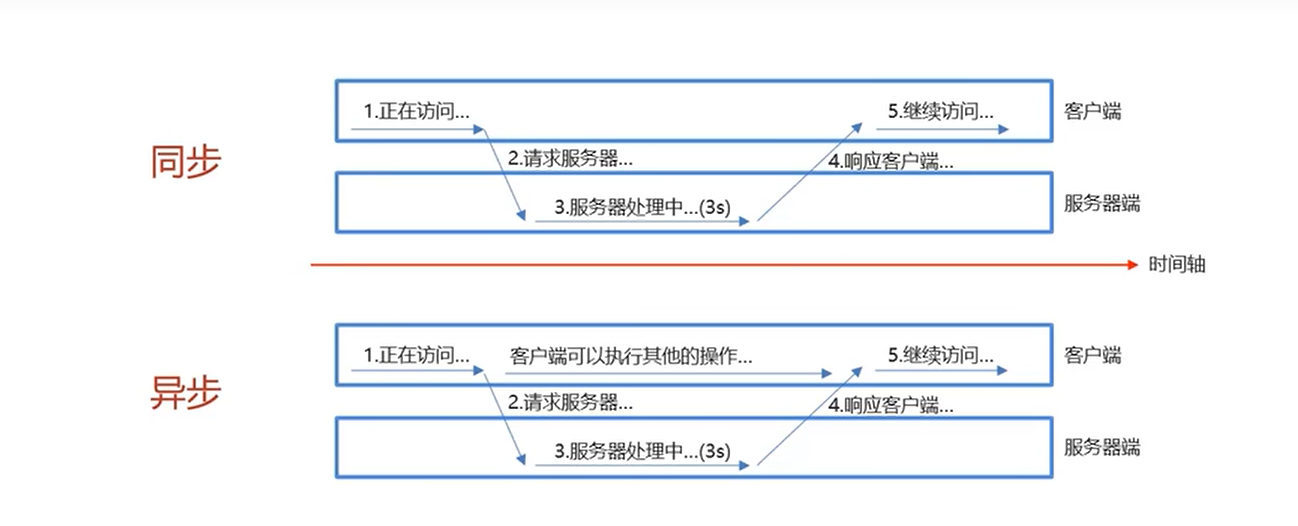 1.正在访问...
5.继续访问...
客户端
同步
2.请求服务器...
4.响应客户端...
3.服务器处理中...(3s)
服务器端
时间轴
1.正在访问...
客户端可以执行其他的操作...
5.继续访问...
客户端
异步
2.请求服务器...
4.响应客户端...
3.服务器处理中...(3s)
服务器端